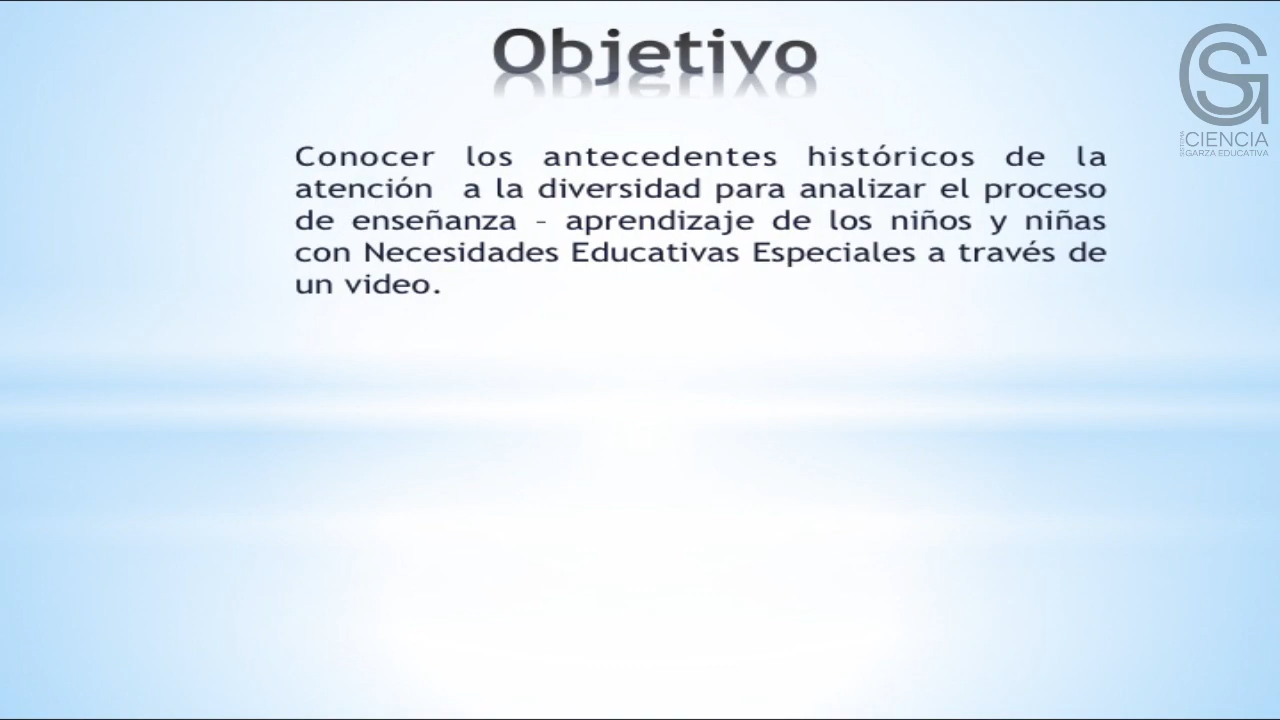 Objetivo
Conocer los antecedentes históricos de la
atención a la diversidad para analizar el proceso
de enseñanza – aprendizaje de los niños y niñas
con Necesidades Educativas Especiales a través de
un video.
CIENCIA
GARZA EDUCATIVA